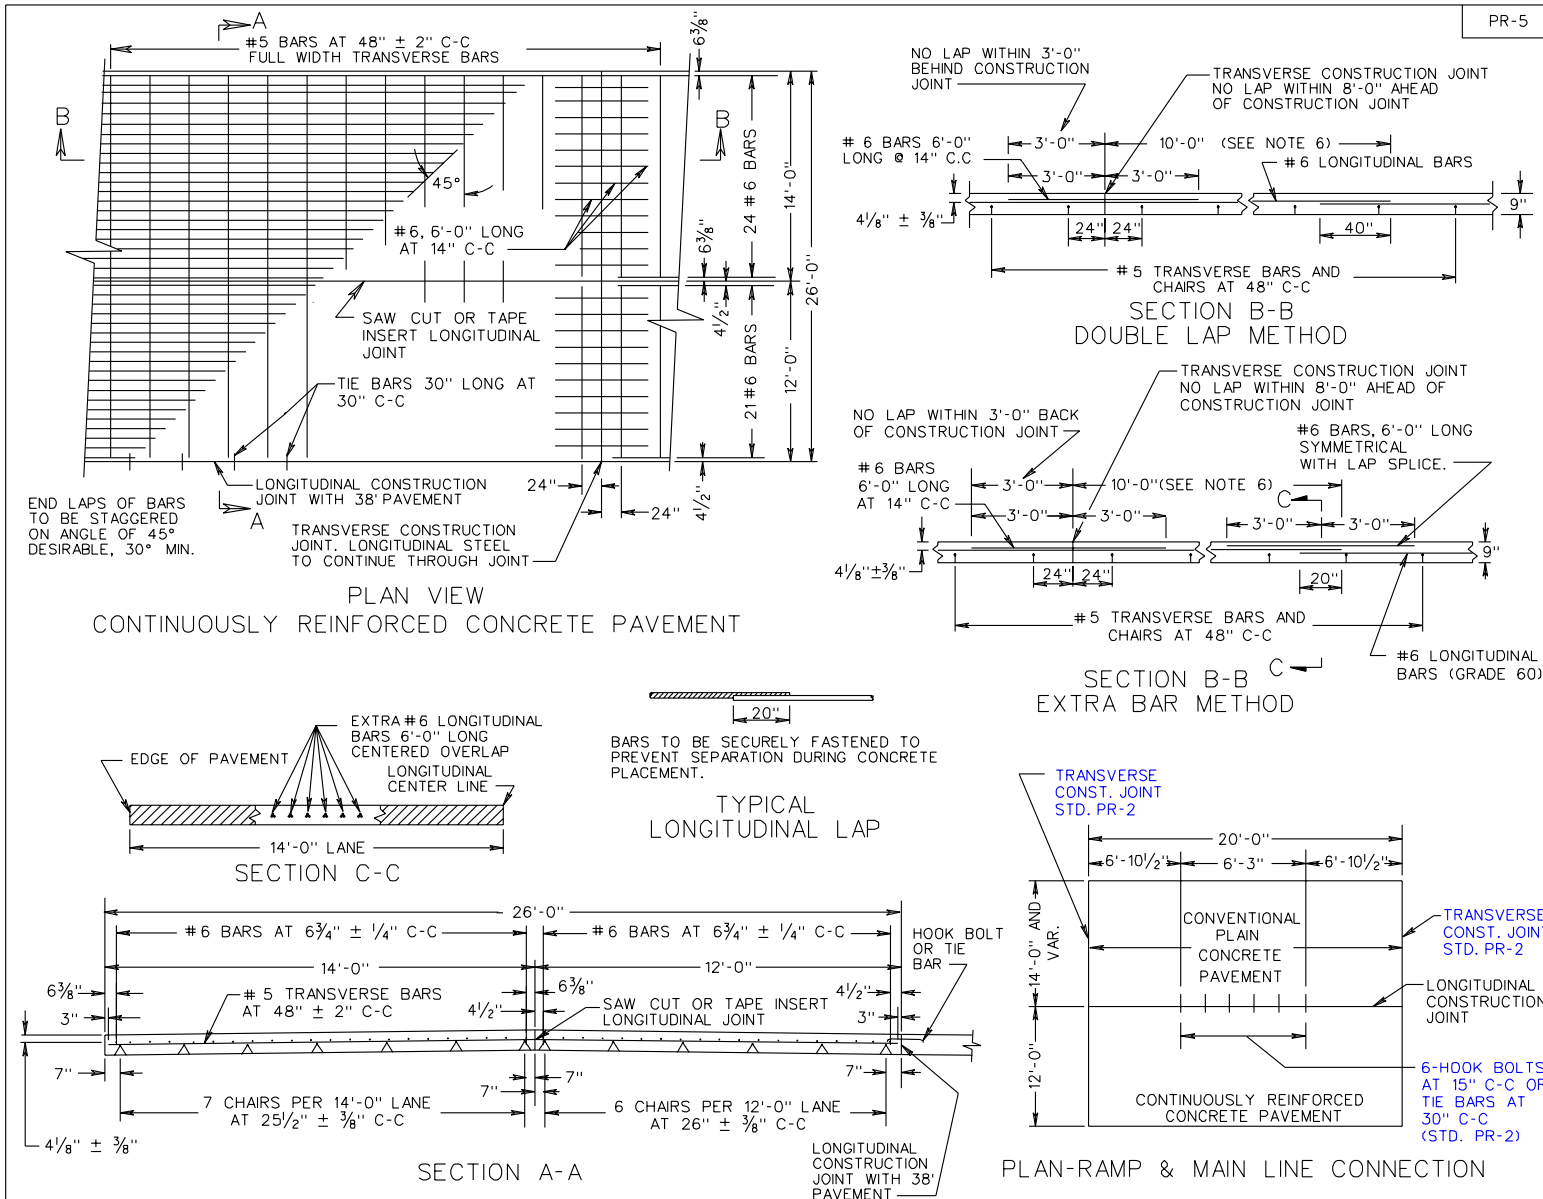 PR-5
A
#5 BARS AT 48" ± 2" C-C
FULL WIDTH TRANSVERSE BARS
6⅜"
B
B
45°
#6, 6'-0" LONG
AT 14" C-C
24 #6 BARS
14'-0"
26'-0"
6⅜"
4½"
SAW CUT OR TAPE
INSERT LONGITUDINAL
JOINT
TIE BARS 30" LONG AT
30" C-C
21 #6 BARS
12'-0"
4½"
LONGITUDINAL CONSTRUCTION
JOINT WITH 38' PAVEMENT
A
24"
24"
END LAPS OF BARS
TO BE STAGGERED
ON ANGLE OF 45°
DESIRABLE, 30° MIN.
TRANSVERSE CONSTRUCTION
JOINT. LONGITUDINAL STEEL
TO CONTINUE THROUGH JOINT
PLAN VIEW
CONTINUOUSLY REINFORCED CONCRETE PAVEMENT
NO LAP WITHIN 3'-0"
BEHIND CONSTRUCTION
JOINT
TRANSVERSE CONSTRUCTION JOINT
NO LAP WITHIN 8'-0" AHEAD
OF CONSTRUCTION JOINT
#6 BARS 6'-0"
LONG @ 14" C.C
3'-0"
10'-0" (SEE NOTE 6)
#6 LONGITUDINAL BARS
3'-0"
3'-0"
4⅛" ± ⅜"
9"
24"
24"
40"
#5 TRANSVERSE BARS AND
CHAIRS AT 48" C-C
SECTION B-B
DOUBLE LAP METHOD
TRANSVERSE CONSTRUCTION JOINT
NO LAP WITHIN 8'-0" AHEAD OF
CONSTRUCTION JOINT
NO LAP WITHIN 3'-0" BACK
OF CONSTRUCTION JOINT
#6 BARS, 6'-0" LONG
SYMMETRICAL
WITH LAP SPLICE.
#6 BARS
6'-0" LONG
AT 14" C-C
3'-0"
10'-0" (SEE NOTE 6)
C
3'-0"
3'-0"
3'-0"
3'-0"
4⅛" ± ⅜"
9"
24"
24"
20"
#5 TRANSVERSE BARS AND
CHAIRS AT 48" C-C
C
#6 LONGITUDINAL
BARS (GRADE 60)
SECTION B-B
EXTRA BAR METHOD
EXTRA #6 LONGITUDINAL
BARS 6'-0" LONG
CENTERED OVERLAP
EDGE OF PAVEMENT
LONGITUDINAL
CENTER LINE
14'-0" LANE
SECTION C-C
20"
BARS TO BE SECURELY FASTENED TO
PREVENT SEPARATION DURING CONCRETE
PLACEMENT.
TYPICAL
LONGITUDINAL LAP
26'-0"
#6 BARS AT 6¾" ± ¼" C-C
#6 BARS AT 6¾" ± ¼" C-C
HOOK BOLT
OR TIE
BAR
14'-0"
12'-0"
6⅜"
6⅜"
3"
#5 TRANSVERSE BARS
AT 48" ± 2" C-C
4½"
SAW CUT OR TAPE INSERT
LONGITUDINAL JOINT
4½"
3"
7"
7"
7"
7"
7 CHAIRS PER 14'-0" LANE
AT 25½" ± ⅜" C-C
6 CHAIRS PER 12'-0" LANE
AT 26" ± ⅜" C-C
4⅛" ± ⅜"
LONGITUDINAL
CONSTRUCTION
JOINT WITH 38'
PAVEMENT
SECTION A-A
TRANSVERSE
CONST. JOINT
STD. PR-2
20'-0"
6'-10½"
6'-3"
6'-10½"
14'-0" AND
VAR.
CONVENTIONAL
PLAIN
CONCRETE
PAVEMENT
TRANSVERSE
CONST. JOINT
STD. PR-2
LONGITUDINAL
CONSTRUCTION
JOINT
12'-0"
CONTINUOUSLY REINFORCED
CONCRETE PAVEMENT
6-HOOK BOLTS
AT 15" C-C OR
TIE BARS AT
30" C-C
(STD. PR-2)
PLAN-RAMP & MAIN LINE CONNECTION